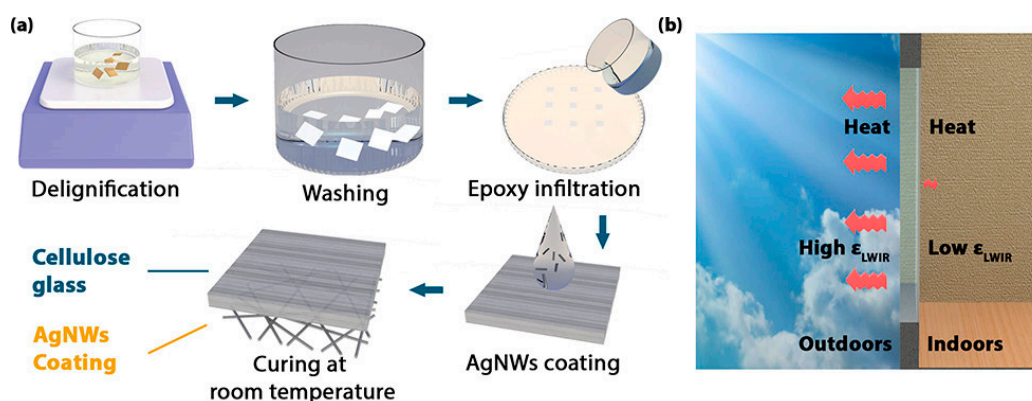 (a)
Delignification
Washing
Epoxy infiltration
Cellulose
glass
AgNWs
Coating
Curing at
room temperature
AgNWs coating
(b)
Heat
Heat
High ε_LWIR
Low ε_LWIR
Outdoors
Indoors